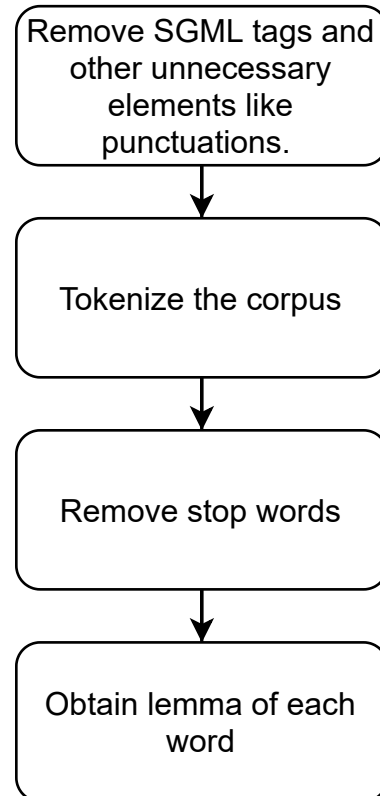 Remove SGML tags and
other unnecessary
elements like
punctuations.
Tokenize the corpus
Remove stop words
Obtain lemma of each
word